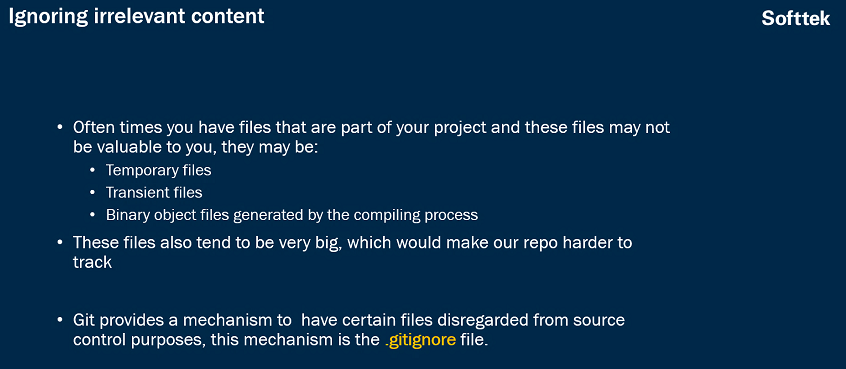 Ignoring irrelevant content
Softtek
• Often times you have files that are part of your project and these files may not
be valuable to you, they may be:
• Temporary files
• Transient files
• Binary object files generated by the compiling process
• These files also tend to be very big, which would make our repo harder to
track
• Git provides a mechanism to  have certain files disregarded from source
control purposes, this mechanism is the .gitignore file.